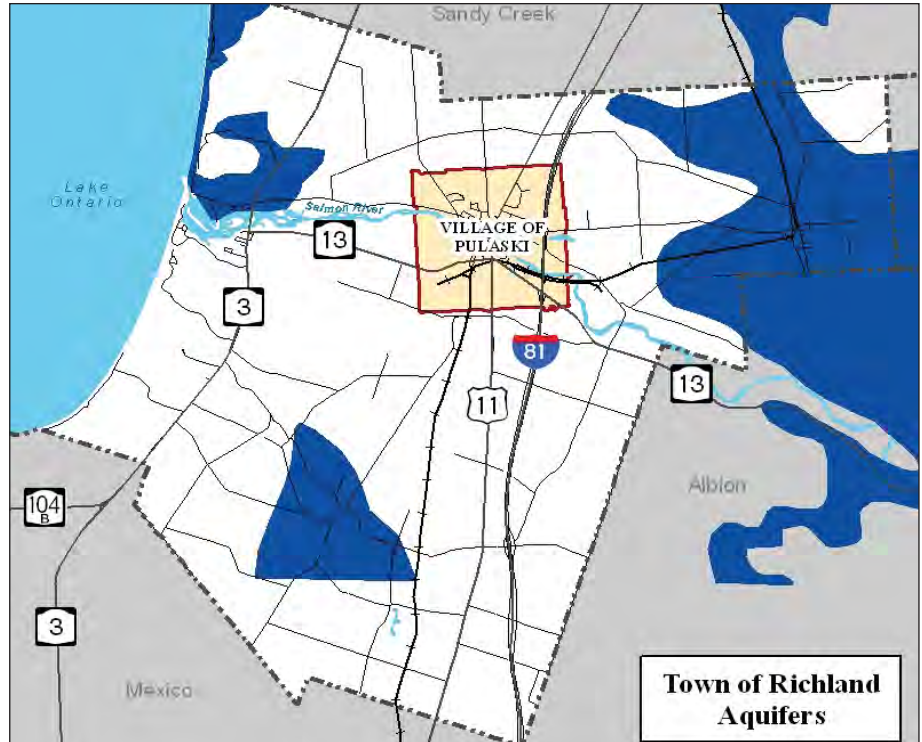 Sandy Creek
Lake
Ontario
Salmon River
VILLAGE OF
PULASKI
13
3
81
11
13
104
B
Albion
3
Mexico
Town of Richland
Aquifers